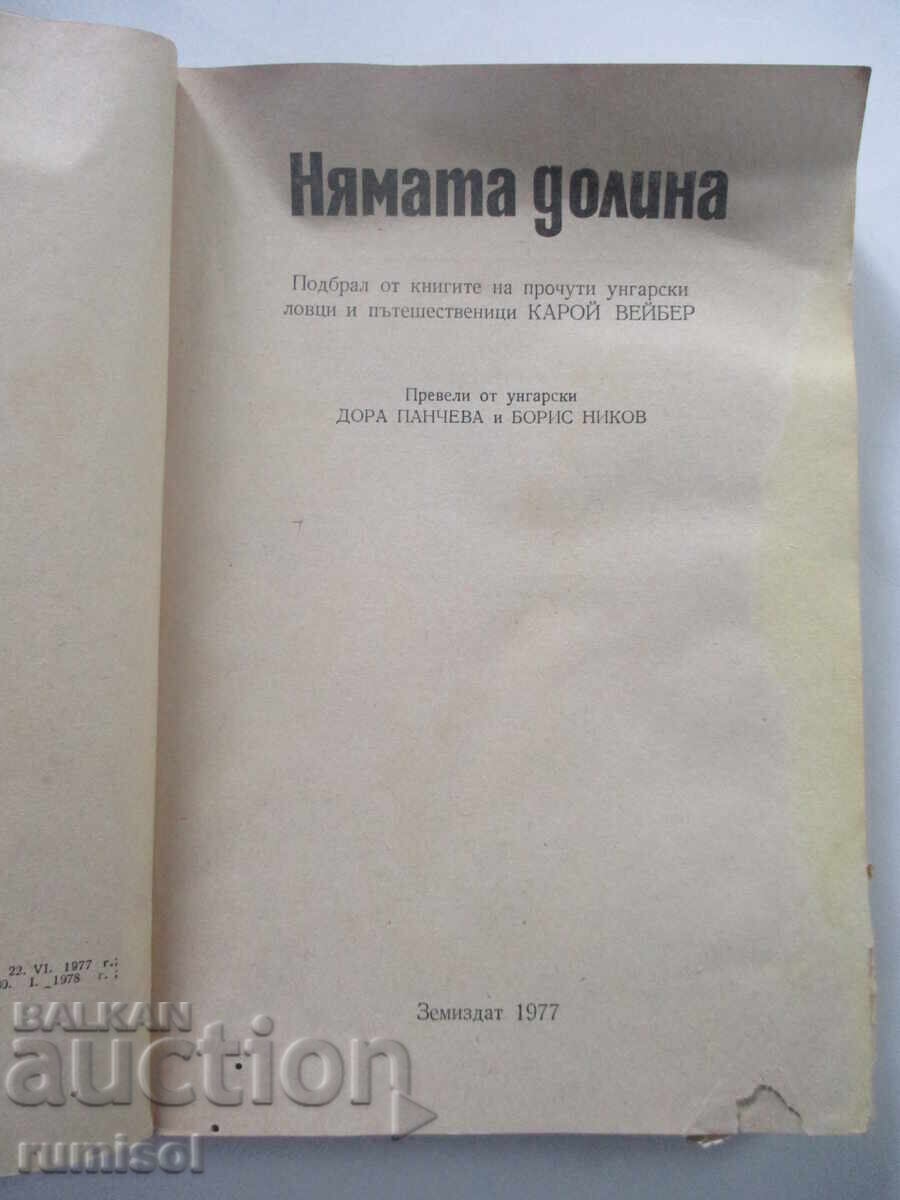 Нямата долина
Подбрал от книгите на прочути унгарски
ловци и пътешественици КАРОЙ ВЕЙБЕР
Превели от унгарски
ДОРА ПАНЧЕВА и БОРИС НИКОВ
22. VI. 1977 г.;
I. 1978 г.;
Земиздат 1977
BALKAN
auction
rumisol